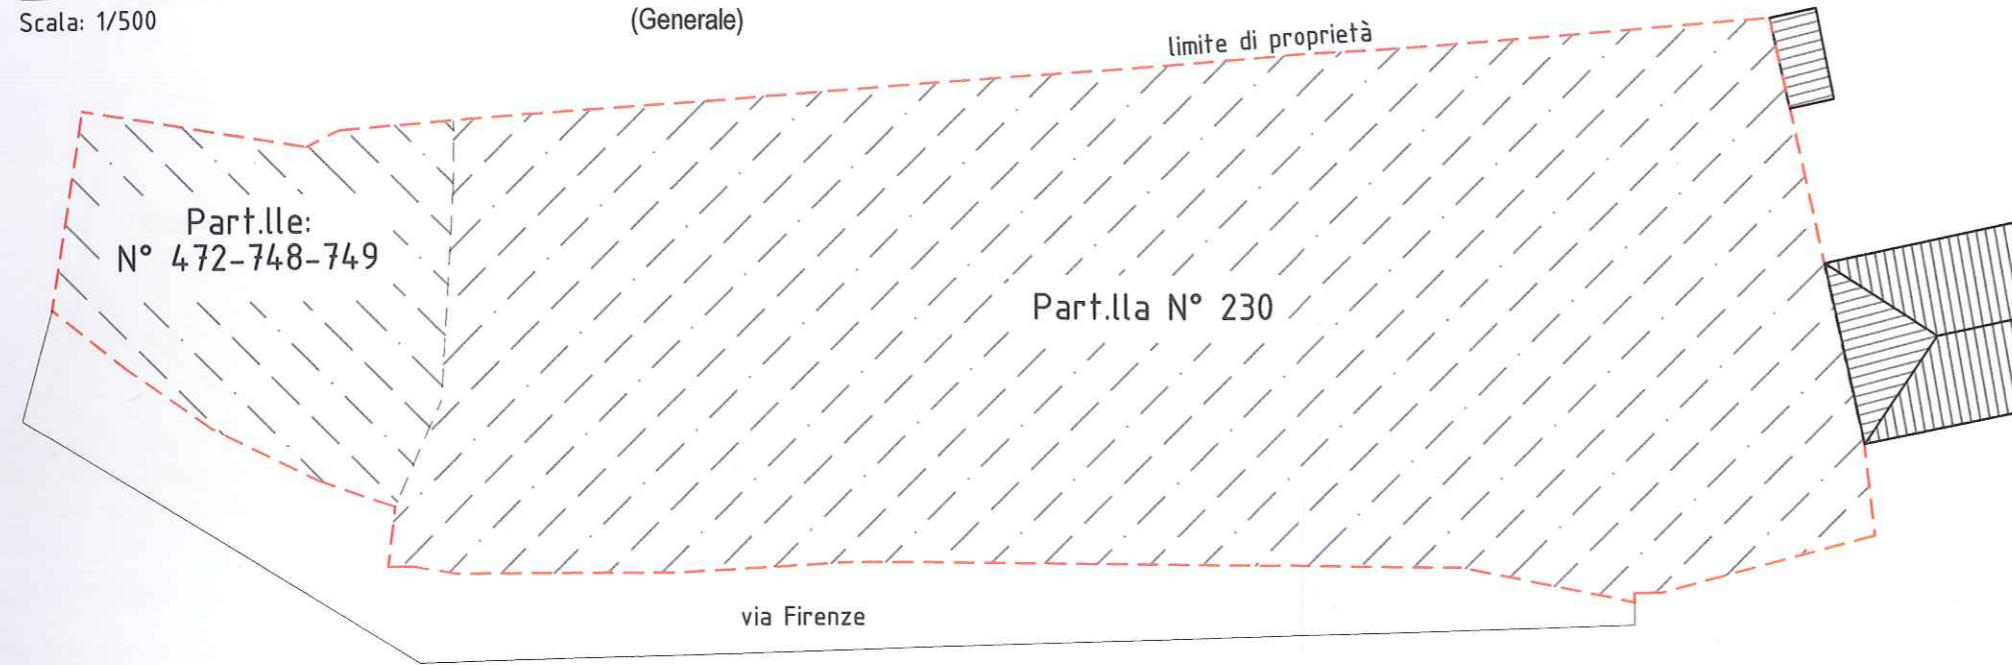 Scala: 1/500
(Generale)
limite di proprietà
Part.lle:
N° 472-748-749
Part.lla N° 230
via Firenze